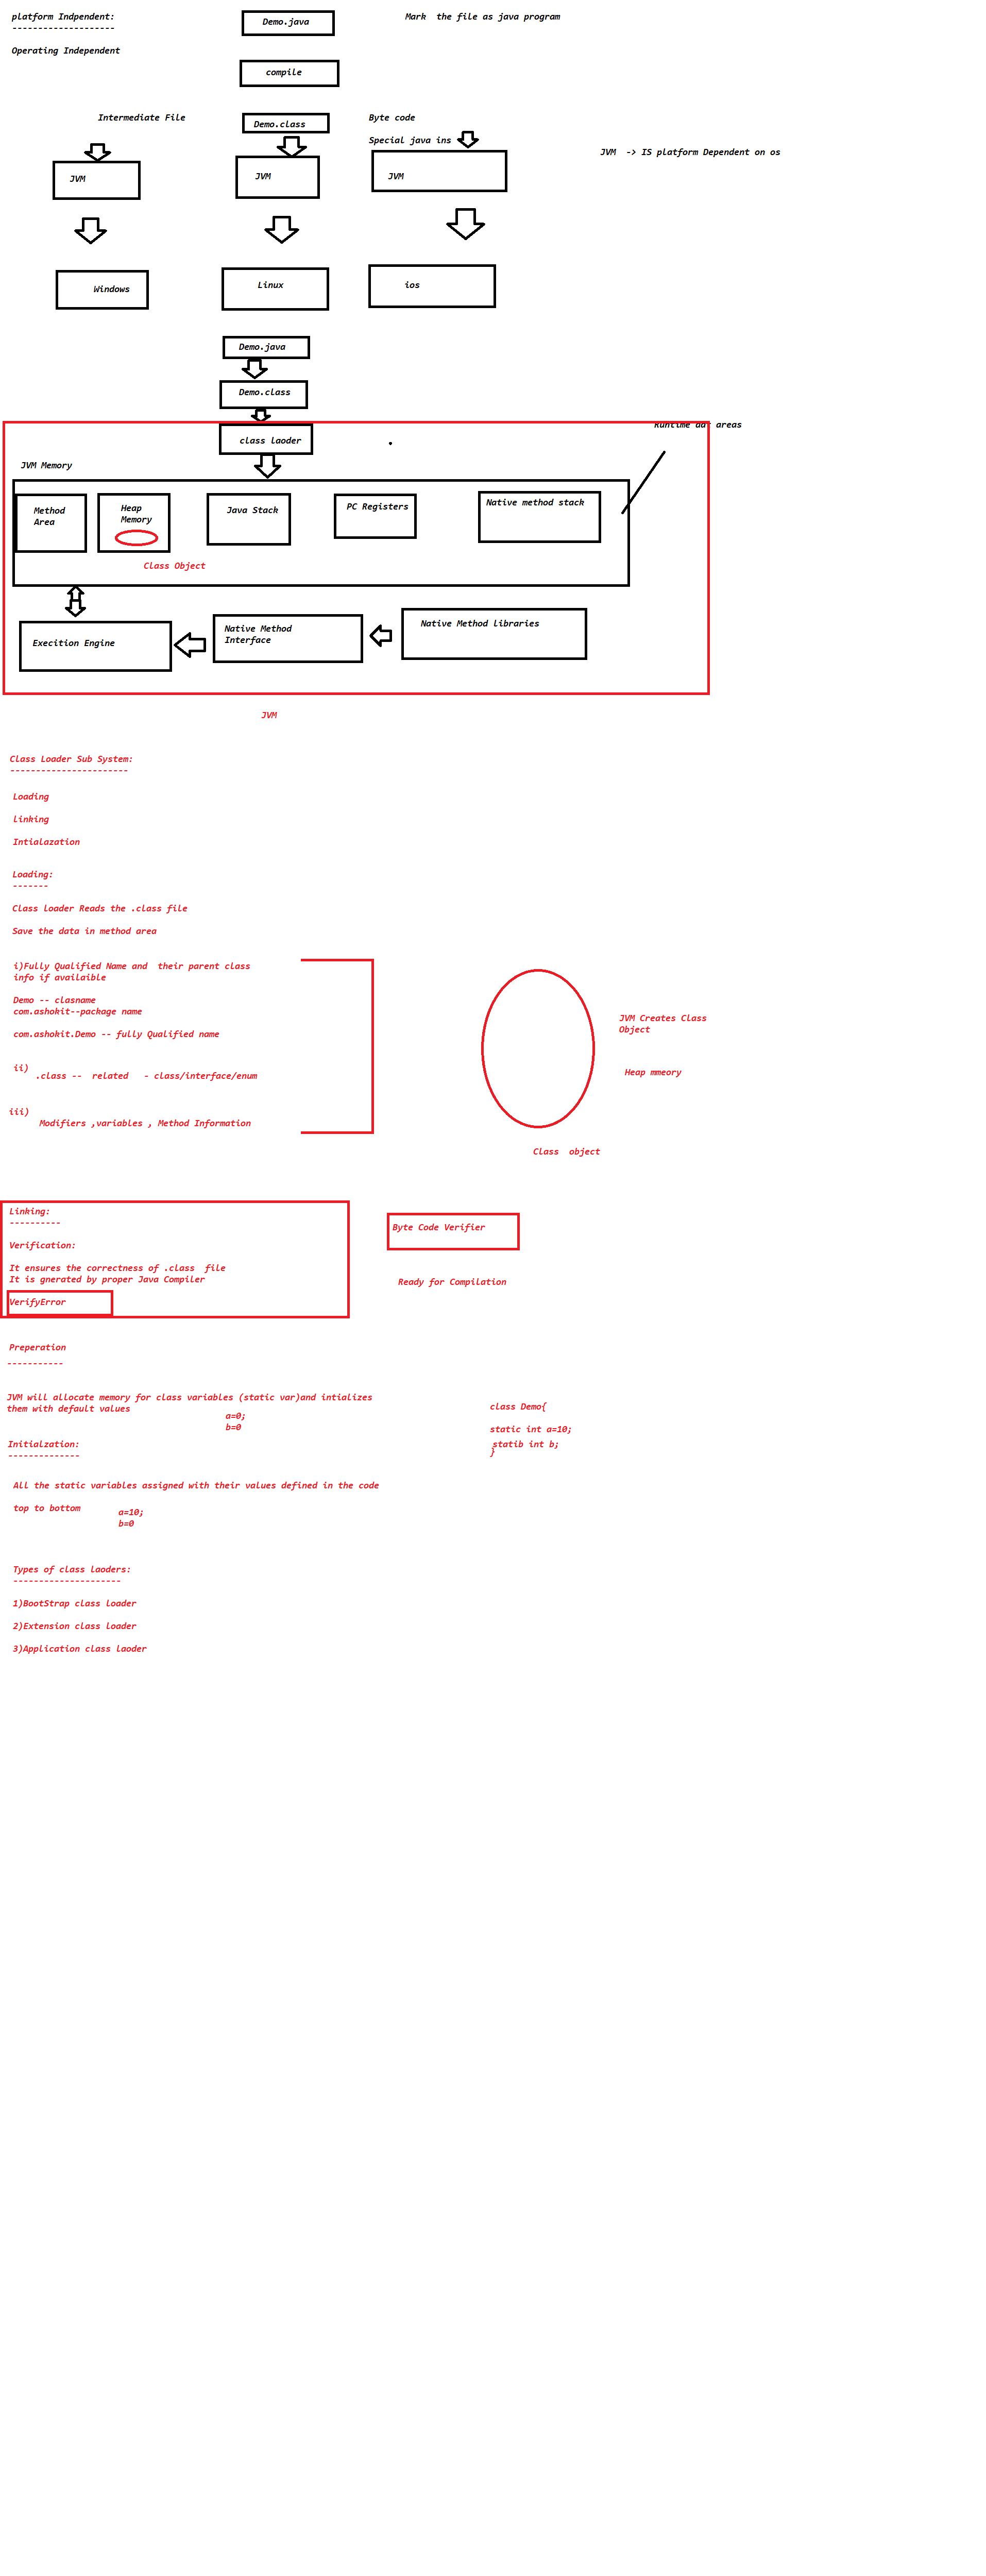 platform Indpendent:
--------------------
Demo.java
Mark  the file as java program
Operating Independent
compile
Intermediate File
Demo.class
Byte code
Special java ins
JVM  -> IS platform Dependent on os
JVM
JVM
JVM
Windows
Linux
ios
Demo.java
Demo.class
class laoder
Runtime dat areas
JVM Memory
Method
Area
Heap
Memory
Java Stack
PC Registers
Native method stack
Class Object
Execition Engine
Native Method
Interface
Native Method libraries
JVM
Class Loader Sub System:
-----------------------
Loading
linking
Intialazation
Loading:
-------
Class loader Reads the .class file
Save the data in method area
i)Fully Qualified Name and  their parent class
info if availaible
Demo -- clasname
com.ashokit--package name
com.ashokit.Demo -- fully Qualified name
ii)
.class --  related   - class/interface/enum
iii)
Modifiers ,variables , Method Information
JVM Creates Class
Object
Heap mmeory
Class  object
Linking:
----------
Verification:
It ensures the correctness of .class  file
It is gnerated by proper Java Compiler
VerifyError
Byte Code Verifier
Ready for Compilation
Preperation
-----------
JVM will allocate memory for class variables (static var)and intializes
them with default values
a=0;
b=0
class Demo{
static int a=10;
statib int b;
}
Initialzation:
--------------
All the static variables assigned with their values defined in the code
top to bottom
a=10;
b=0
Types of class laoders:
---------------------
1)BootStrap class loader
2)Extension class loader
3)Application class laoder